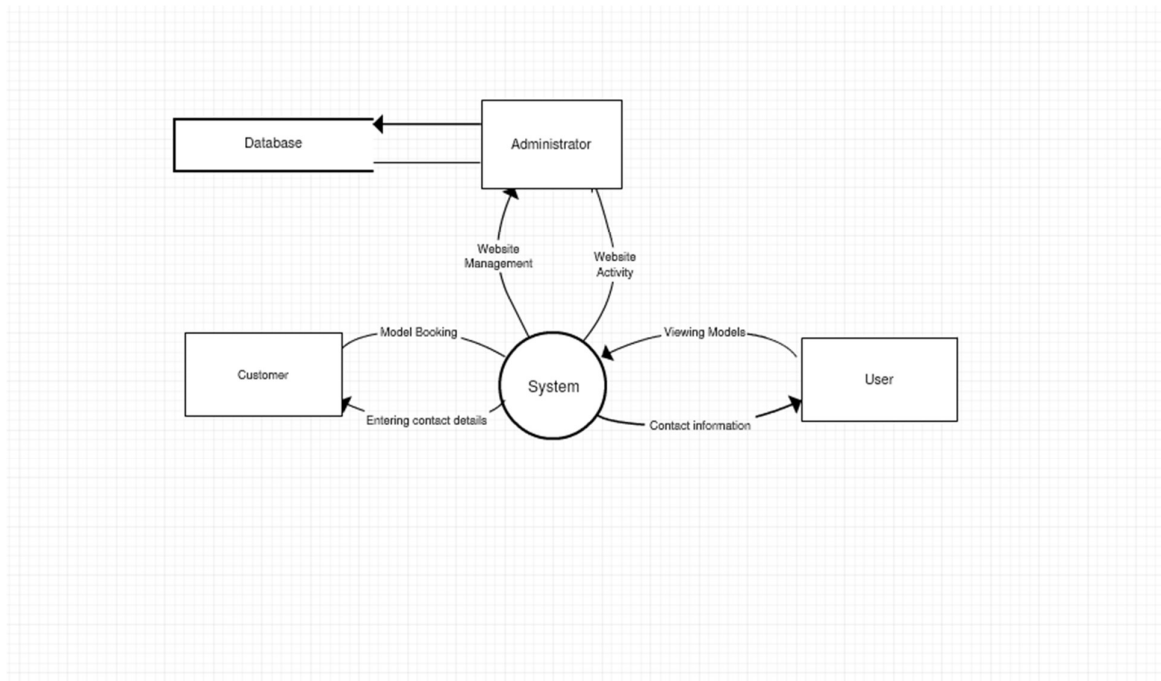 Database
Administrator
Website
Management
Website
Activity
Model Booking
Viewing Models
Customer
System
User
Entering contact details
Contact information